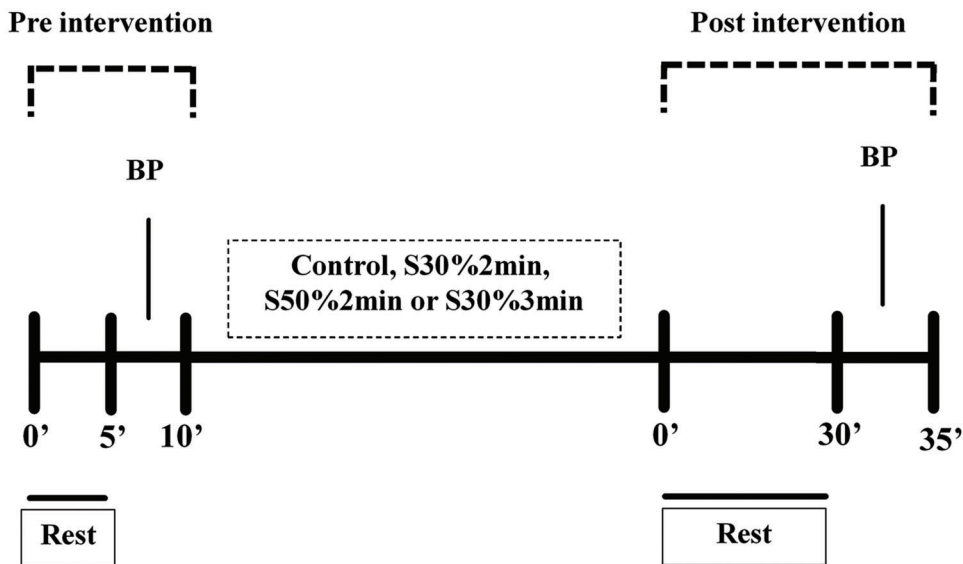 Pre intervention
Post intervention
BP
BP
Control, S30%2min,
S50%2min or S30%3min
0’ 5’ 10’ 0’ 30’ 35’
Rest
Rest